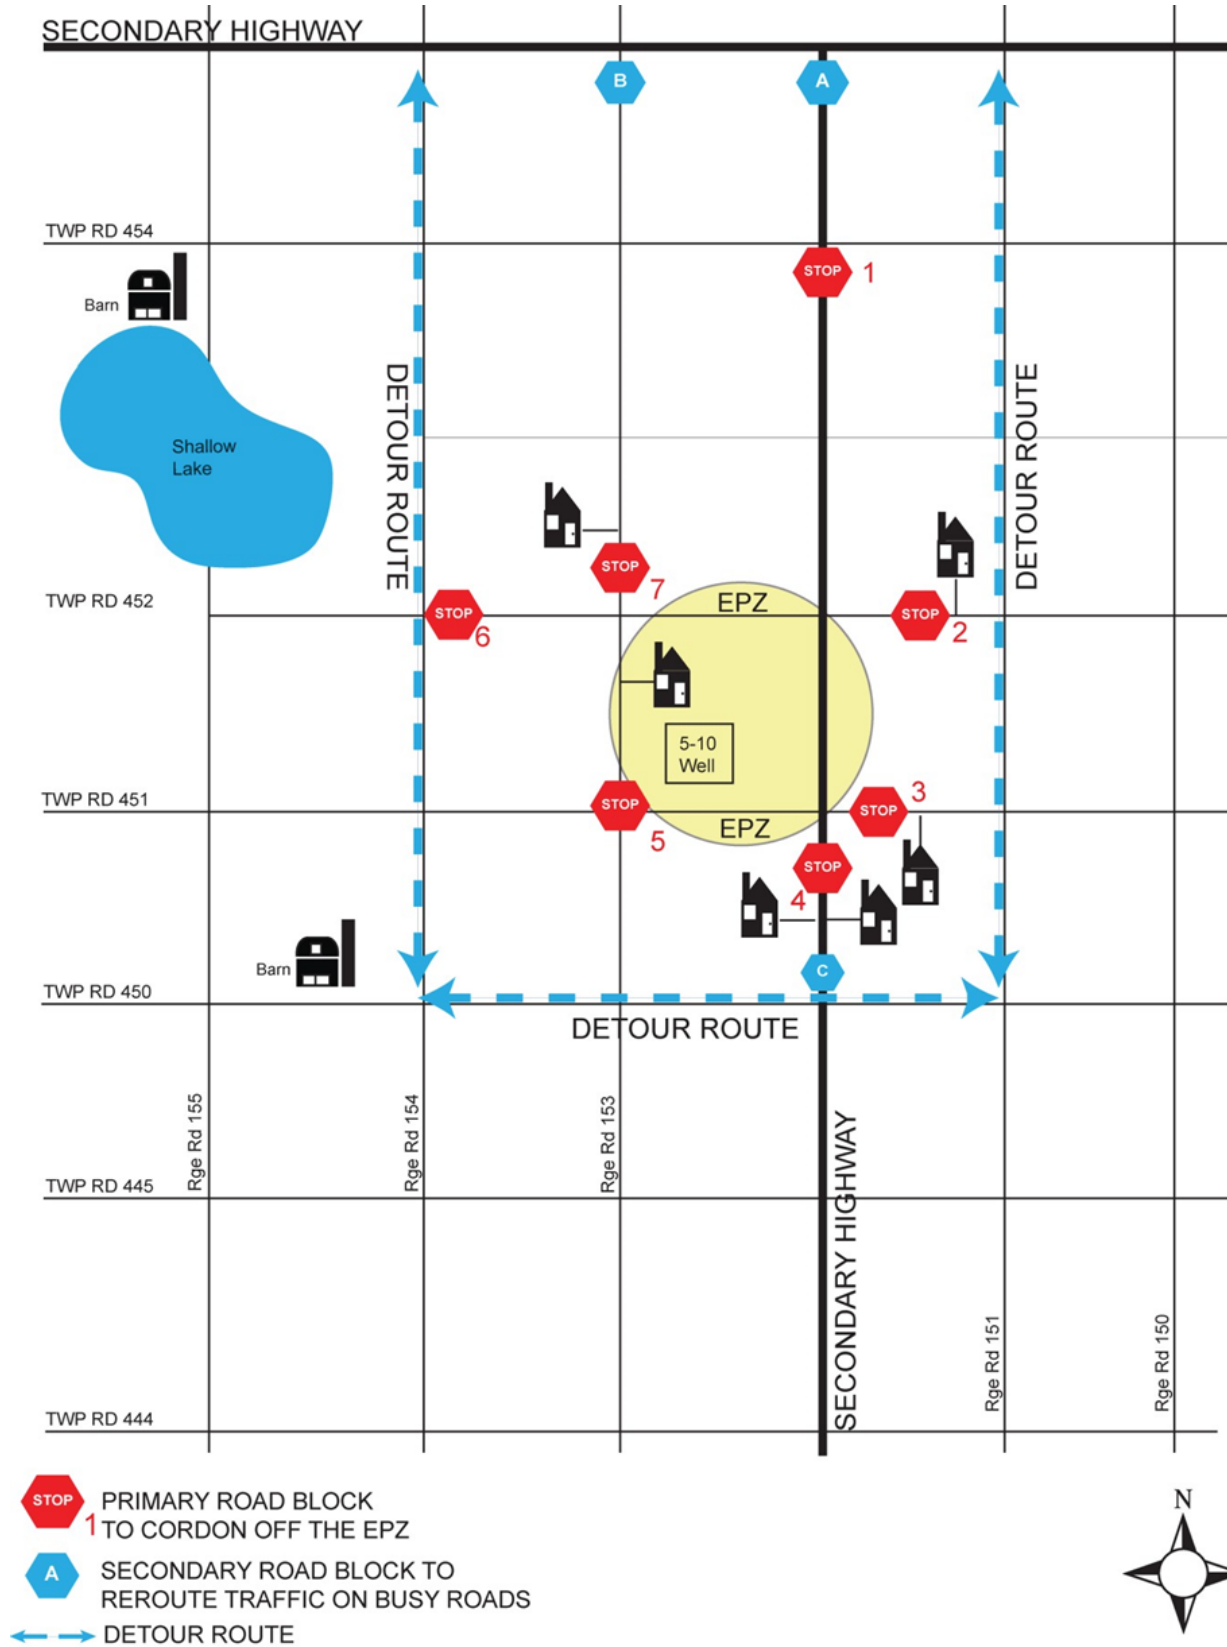 SECONDARY HIGHWAY
B
A
TWP RD 454
STOP
1
Barn
DETOUR ROUTE
DETOUR ROUTE
Shallow
Lake
STOP
7
TWP RD 452
EPZ
STOP
6
STOP
2
5-10
Well
TWP RD 451
STOP
5
EPZ
STOP
3
STOP
4
Barn
C
TWP RD 450
DETOUR ROUTE
Rge Rd 155
Rge Rd 154
Rge Rd 153
SECONDARY HIGHWAY
TWP RD 445
Rge Rd 151
Rge Rd 150
TWP RD 444
STOP
1
PRIMARY ROAD BLOCK
TO CORDON OFF THE EPZ
A
SECONDARY ROAD BLOCK TO
REROUTE TRAFFIC ON BUSY ROADS
DETOUR ROUTE
N